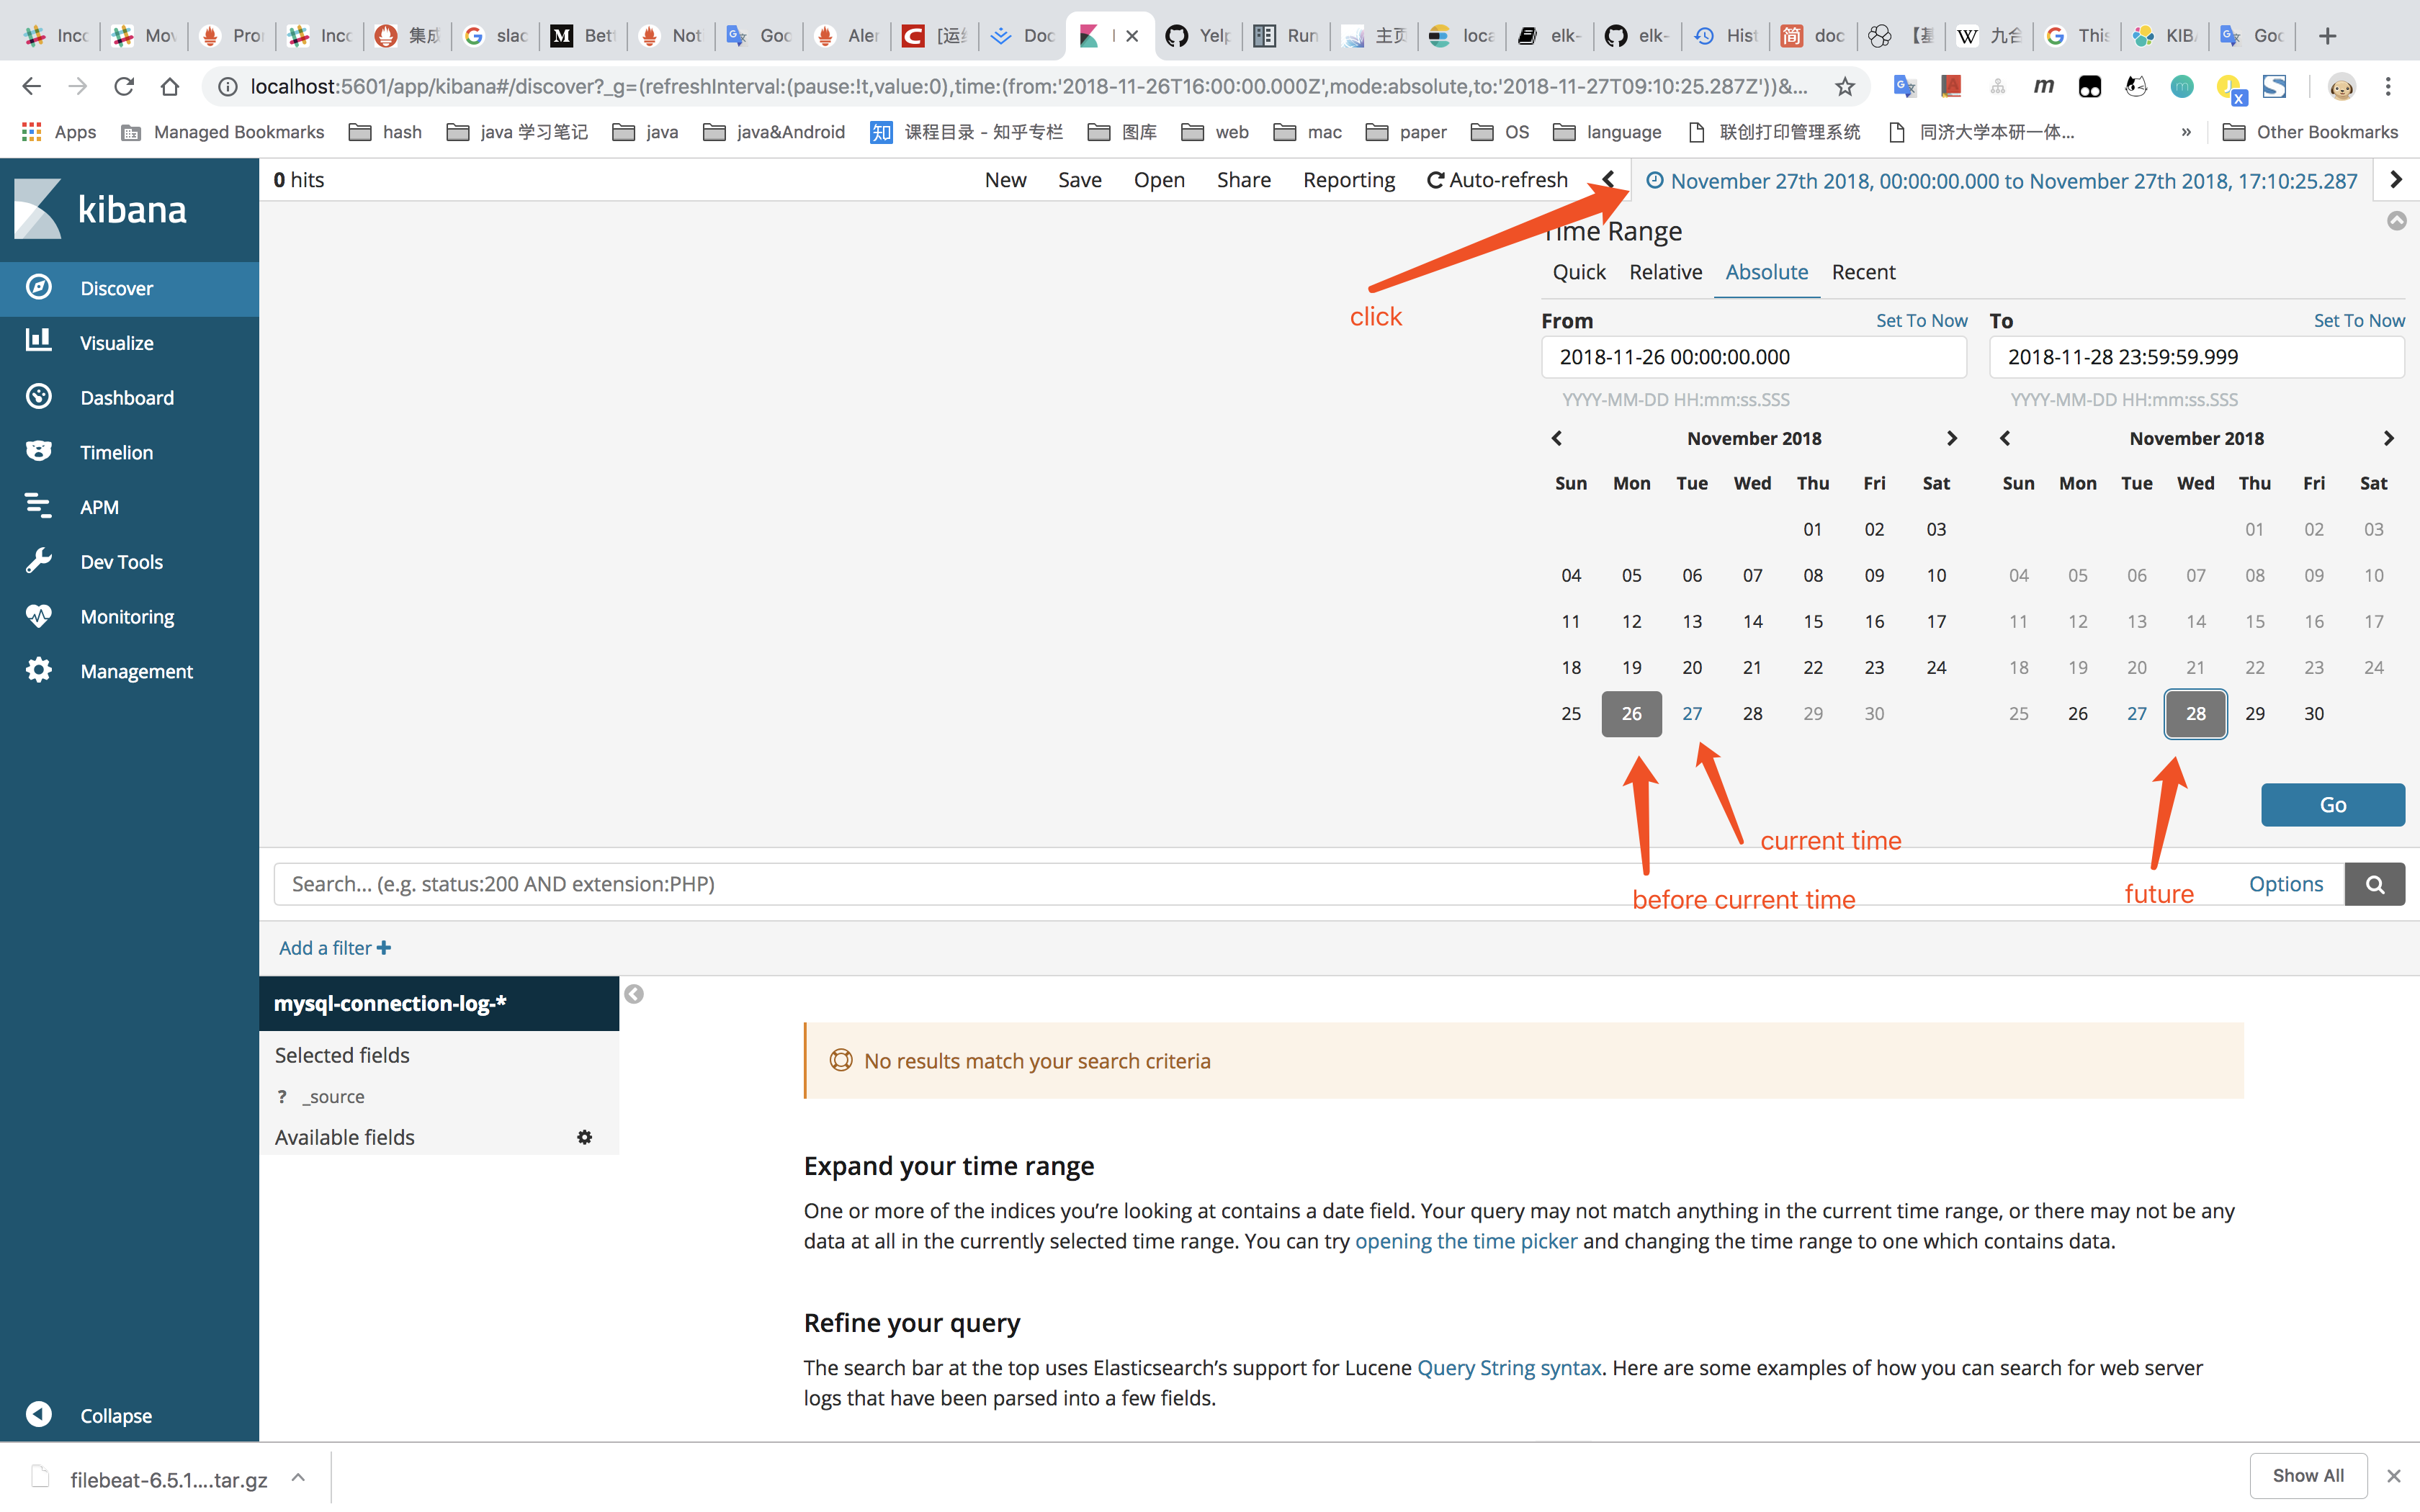 Inco Mov Pro Inco 集成 slac Bett Not Goo Aler [运维 Doc Yelp Run 主页 loca elk- elk- Hist doc 【基 九合 This KIBA Goo
localhost:5601/app/kibana#/discover?_g=(refreshInterval:(pause:!t,value:0),time:(from:'2018-11-26T16:00:00.000Z',mode:absolute,to:'2018-11-27T09:10:25.287Z'))&...
Apps Managed Bookmarks hash java 学习笔记 java java&Android 知 课程目录 - 知乎专栏 图库 web mac paper OS language 联创打印管理系统 同济大学本研一体... » Other Bookmarks
kibana
Discover
Visualize
Dashboard
Timelion
APM
Dev Tools
Monitoring
Management
Collapse
0 hits New Save Open Share Reporting Auto-refresh November 27th 2018, 00:00:00.000 to November 27th 2018, 17:10:25.287
Time Range
Quick Relative Absolute Recent
click
From Set To Now To Set To Now
2018-11-26 00:00:00.000 2018-11-28 23:59:59.999
YYYY-MM-DD HH:mm:ss.SSS YYYY-MM-DD HH:mm:ss.SSS
November 2018 November 2018
Sun Mon Tue Wed Thu Fri Sat Sun Mon Tue Wed Thu Fri Sat
01 02 03 01 02 03
04 05 06 07 08 09 10 04 05 06 07 08 09 10
11 12 13 14 15 16 17 11 12 13 14 15 16 17
18 19 20 21 22 23 24 18 19 20 21 22 23 24
25 26 27 28 29 30 25 26 27 28 29 30
Go
current time
before current time
future
Search... (e.g. status:200 AND extension:PHP) Options
Add a filter +
mysql-connection-log-*
Selected fields
? _source
Available fields
No results match your search criteria
Expand your time range
One or more of the indices you're looking at contains a date field. Your query may not match anything in the current time range, or there may not be any
data at all in the currently selected time range. You can try opening the time picker and changing the time range to one which contains data.
Refine your query
The search bar at the top uses Elasticsearch's support for Lucene Query String syntax. Here are some examples of how you can search for web server
logs that have been parsed into a few fields.
filebeat-6.5.1....tar.gz Show All